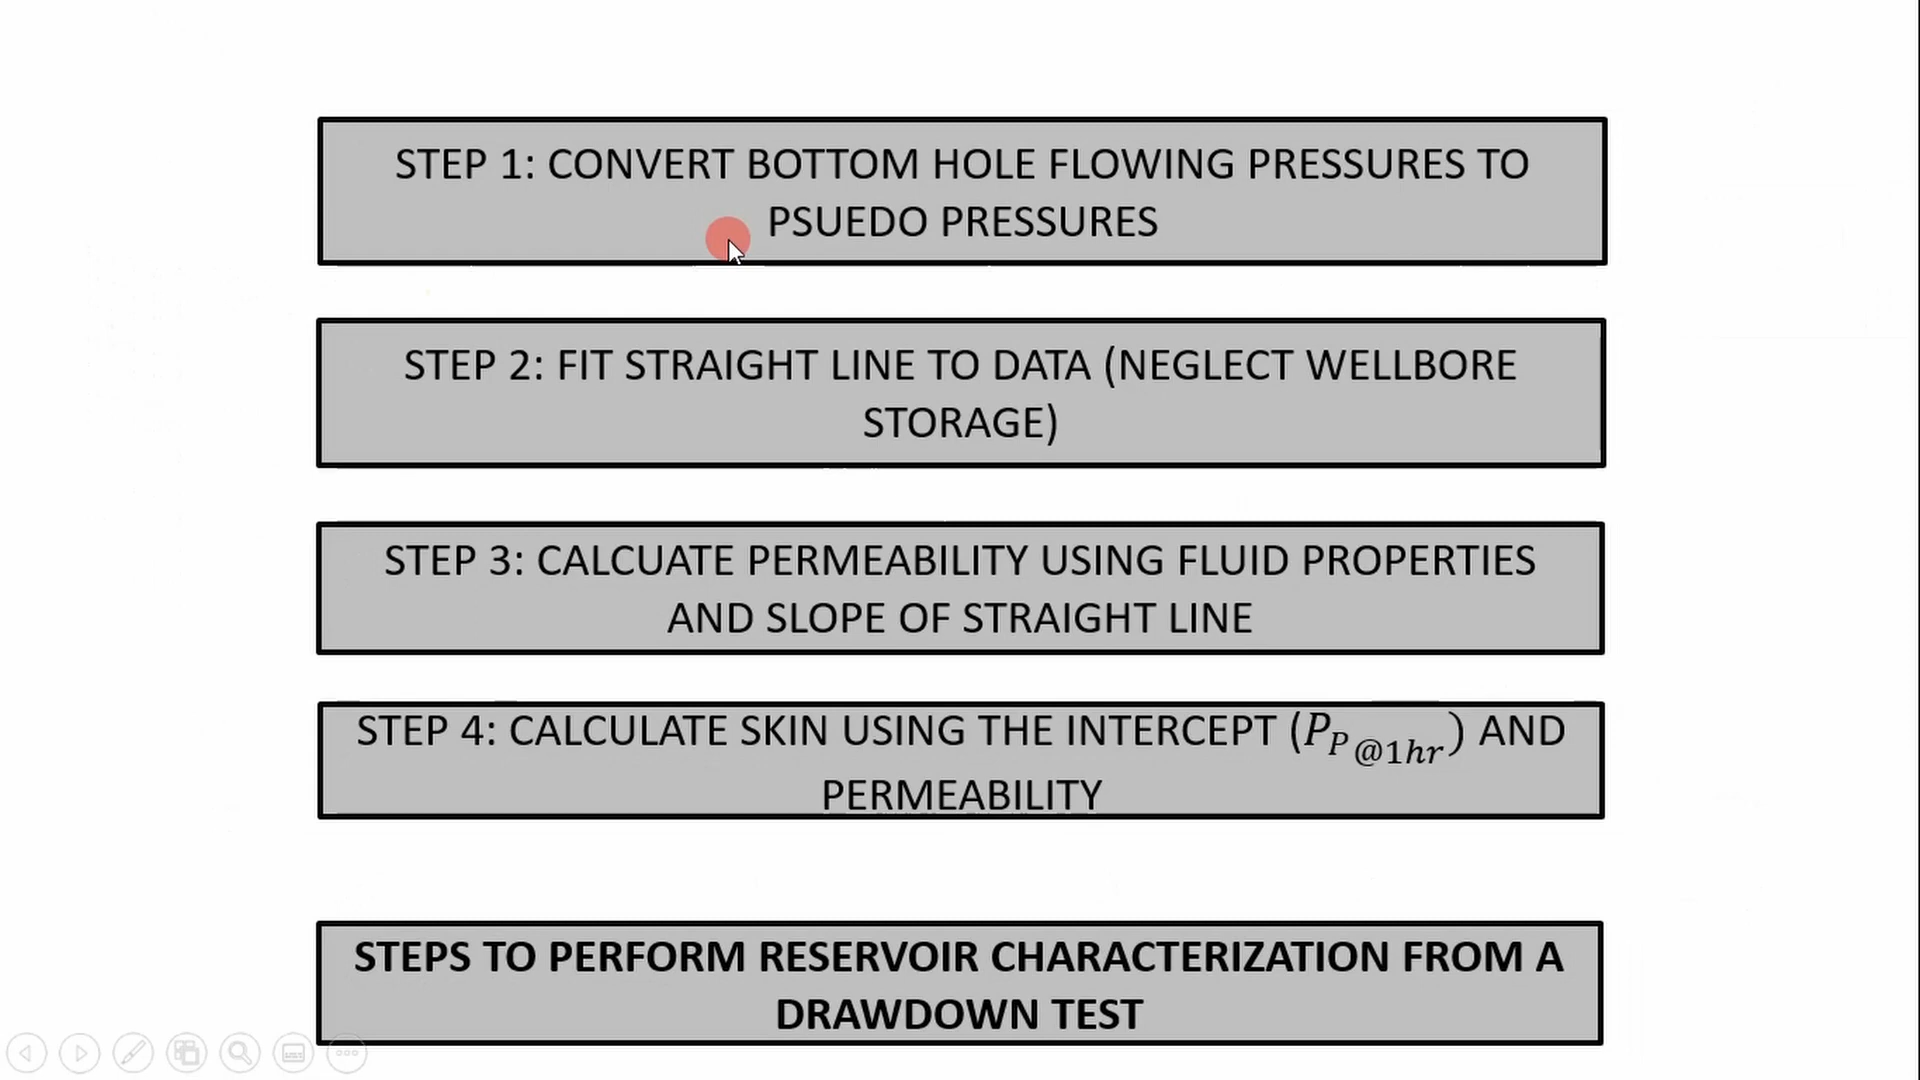 STEP 1: CONVERT BOTTOM HOLE FLOWING PRESSURES TO
PSUEDO PRESSURES
STEP 2: FIT STRAIGHT LINE TO DATA (NEGLECT WELLBORE
STORAGE)
STEP 3: CALCUATE PERMEABILITY USING FLUID PROPERTIES
AND SLOPE OF STRAIGHT LINE
STEP 4: CALCULATE SKIN USING THE INTERCEPT (P_P_@1hr) AND
PERMEABILITY
STEPS TO PERFORM RESERVOIR CHARACTERIZATION FROM A
DRAWDOWN TEST